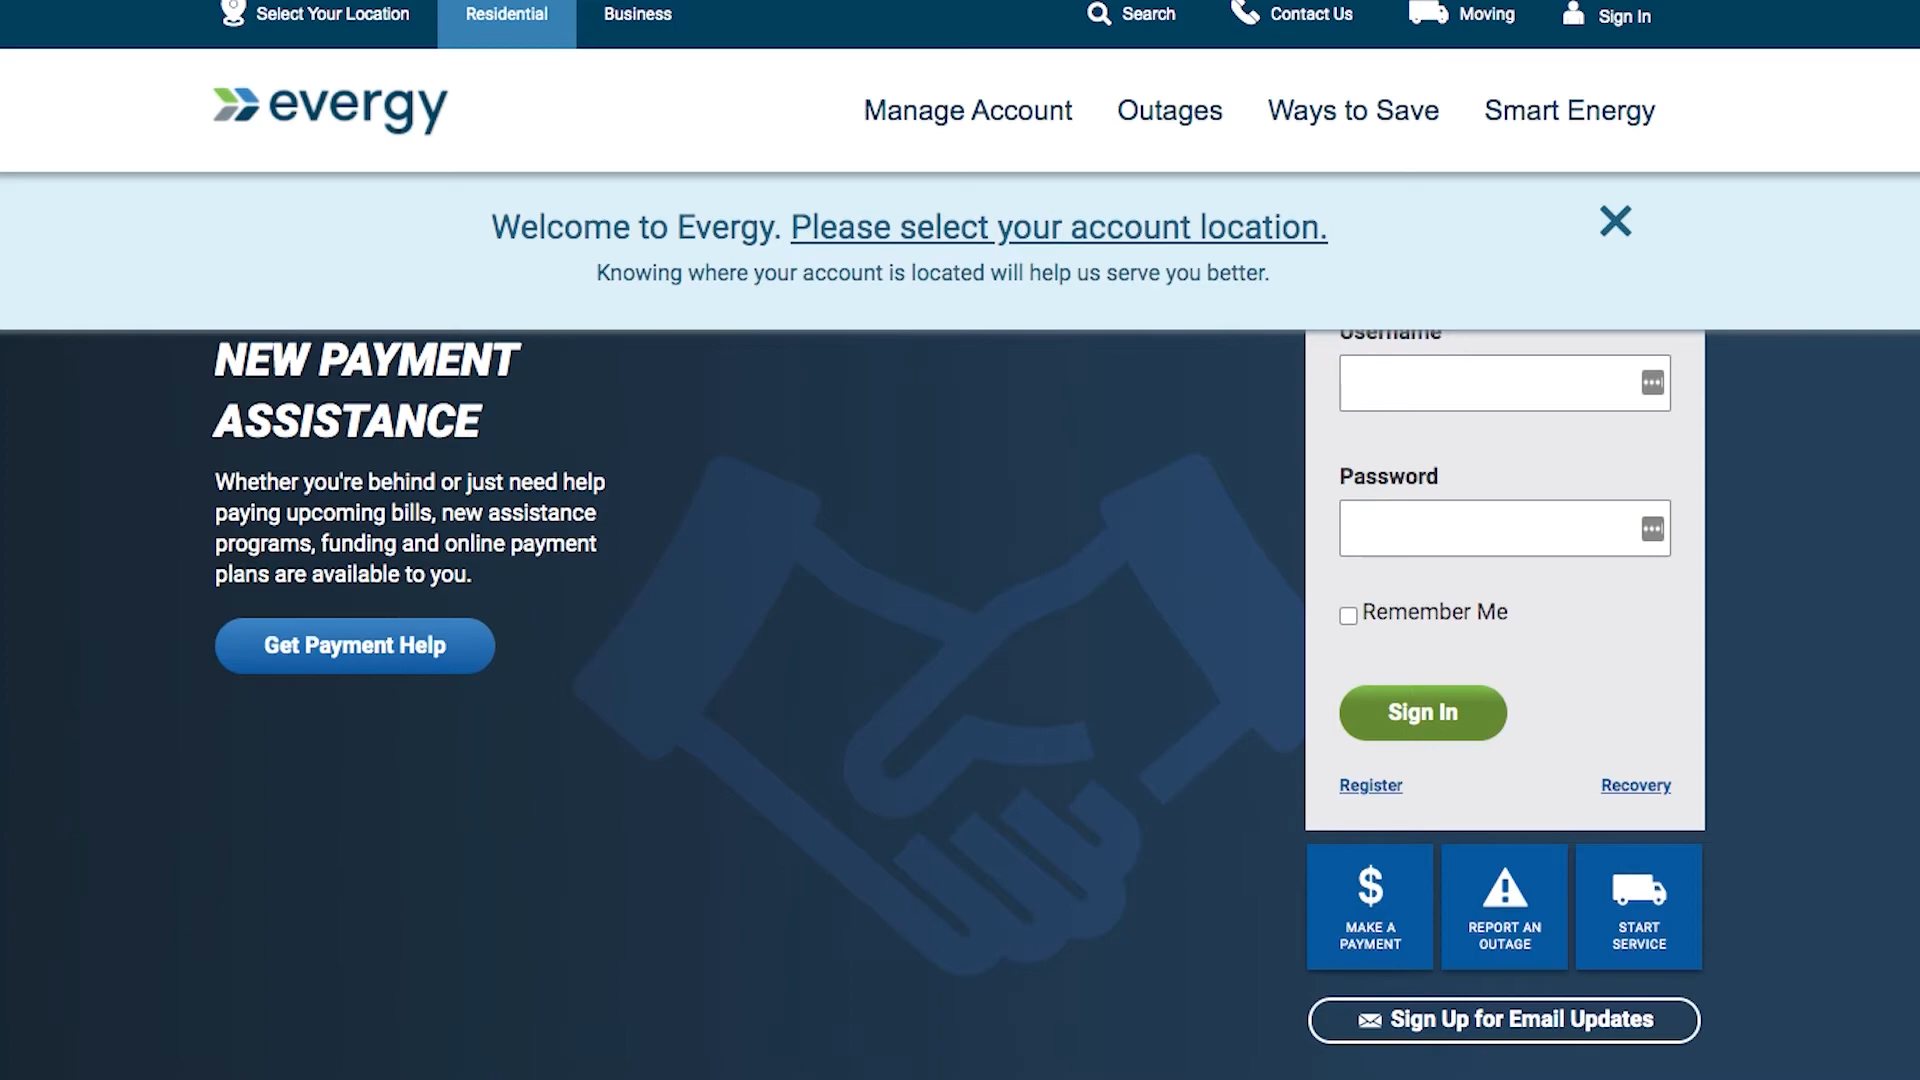 Select Your Location
Residential
Business
Search
Contact Us
Moving
Sign In
evergy
Manage Account
Outages
Ways to Save
Smart Energy
Welcome to Evergy. Please select your account location.
Knowing where your account is located will help us serve you better.
NEW PAYMENT
ASSISTANCE
Whether you're behind or just need help
paying upcoming bills, new assistance
programs, funding and online payment
plans are available to you.
Get Payment Help
Username
Password
Remember Me
Sign In
Register
Recovery
$
MAKE A
PAYMENT
REPORT AN
OUTAGE
START
SERVICE
Sign Up for Email Updates